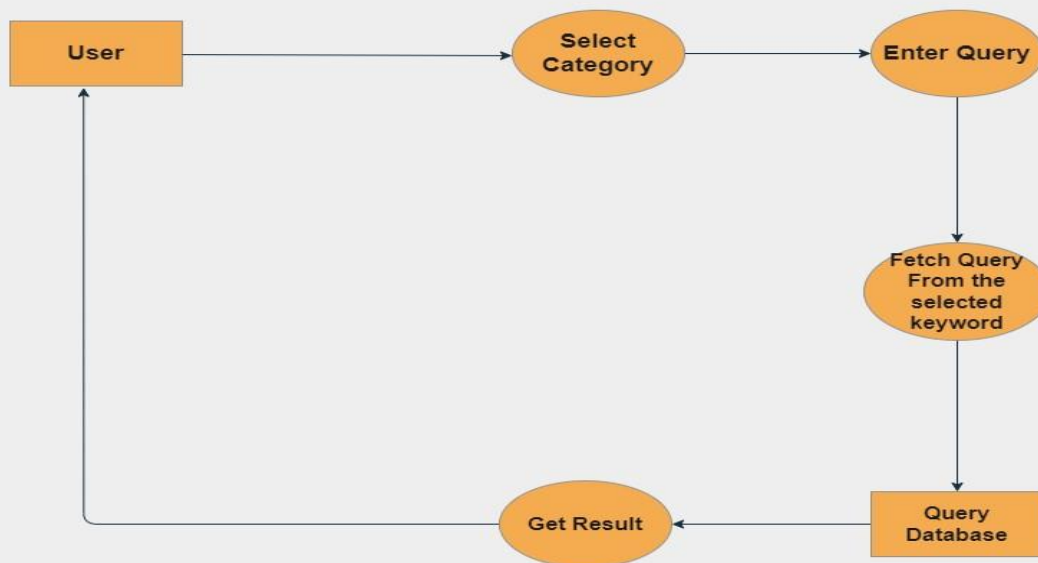 User
Select
Category
Enter Query
Fetch Query
From the
selected
keyword
Get Result
Query
Database